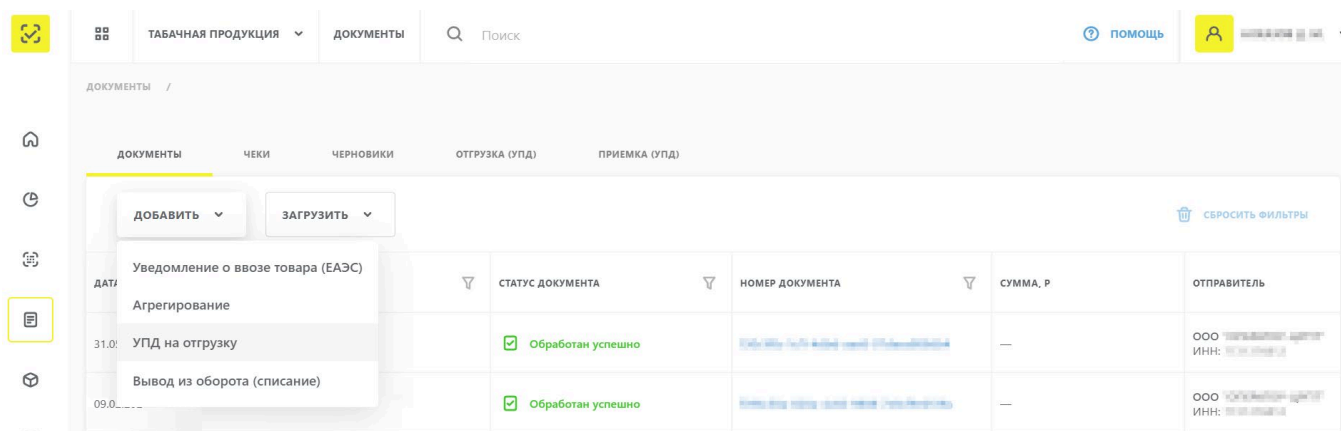 ТАБАЧНАЯ ПРОДУКЦИЯ ДОКУМЕНТЫ Поиск ПОМОЩЬ
ДОКУМЕНТЫ /
ДОКУМЕНТЫ ЧЕКИ ЧЕРНОВИКИ ОТГРУЗКА (УПД) ПРИЕМКА (УПД)
ДОБАВИТЬ ЗАГРУЗИТЬ СБРОСИТЬ ФИЛЬТРЫ
Уведомление о ввозе товара (ЕАЭС)
Агрегирование
УПД на отгрузку
Вывод из оборота (списание)
СТАТУС ДОКУМЕНТА НОМЕР ДОКУМЕНТА СУММА, Р ОТПРАВИТЕЛЬ
Обработан успешно — ООО
ИНН:
Обработан успешно — ООО
ИНН: